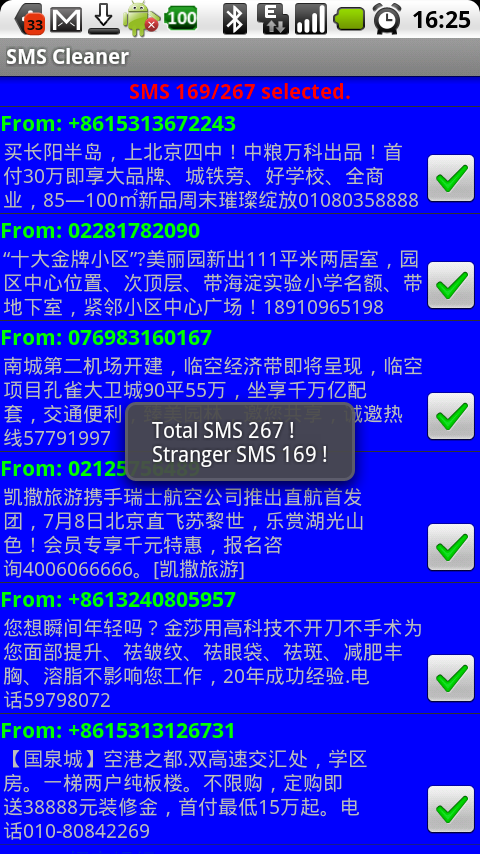 33
100
16:25
SMS Cleaner
SMS 169/267 selected.
From: +8615313672243
买长阳半岛，上北京四中！中粮万科出品！首
付30万即享大品牌、城铁旁、好学校、全商
业，85—100㎡新品周末璀璨绽放01080358888
From: 02281782090
“十大金牌小区”?美丽园新出111平米两居室，园
区中心位置、次顶层、带海淀实验小学名额、带
地下室，紧邻小区中心广场！18910965198
From: 076983160167
南城第二机场开建，临空经济带即将呈现，临空
项目孔雀大卫城90平55万，坐享千万亿配
套，交通便利，诚邀热
线57791997
Total SMS 267 !
Stranger SMS 169 !
From: 02125
凯撒旅游携手瑞士航空公司推出直航首发
团，7月8日北京直飞苏黎世，乐赏湖光山
色！会员专享千元特惠，报名咨
询4006066666。[凯撒旅游]
From: +8613240805957
您想瞬间年轻吗？金莎用高科技不开刀不手术为
您面部提升、祛皱纹、祛眼袋、祛斑、减肥丰
胸、溶脂不影响您工作，20年成功经验.电
话59798072
From: +8615313126731
【国泉城】空港之都.双高速交汇处，学区
房。一梯两户纯板楼。不限购，定购即
送38888元装修金，首付最低15万起。电
话010-80842269